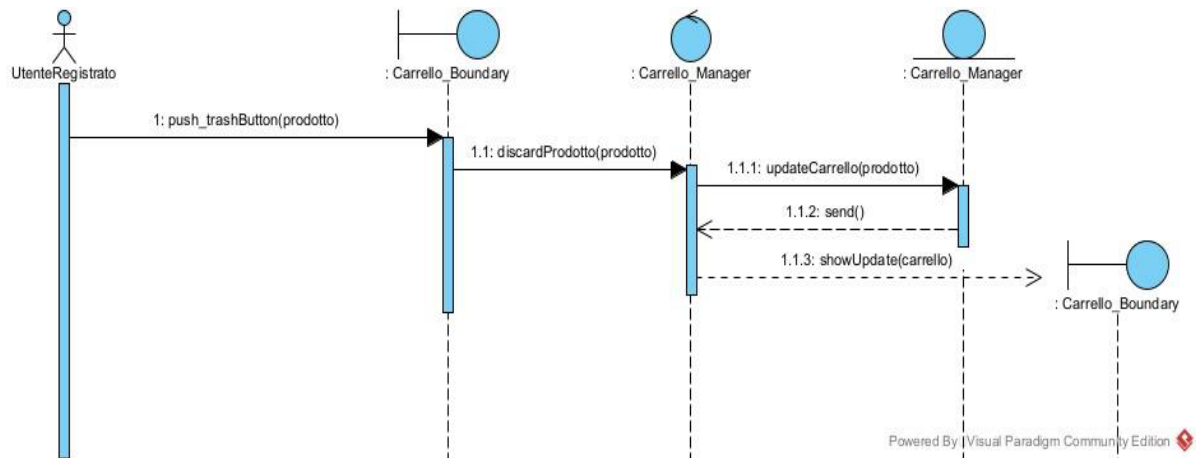 UtenteRegistrato
: Carrello_Boundary
: Carrello_Manager
: Carrello_Manager
1: push_trashButton(prodotto)
1.1: discardProdotto(prodotto)
1.1.1: updateCarrello(prodotto)
1.1.2: send()
1.1.3: showUpdate(carrello)
: Carrello_Boundary
Powered By Visual Paradigm Community Edition